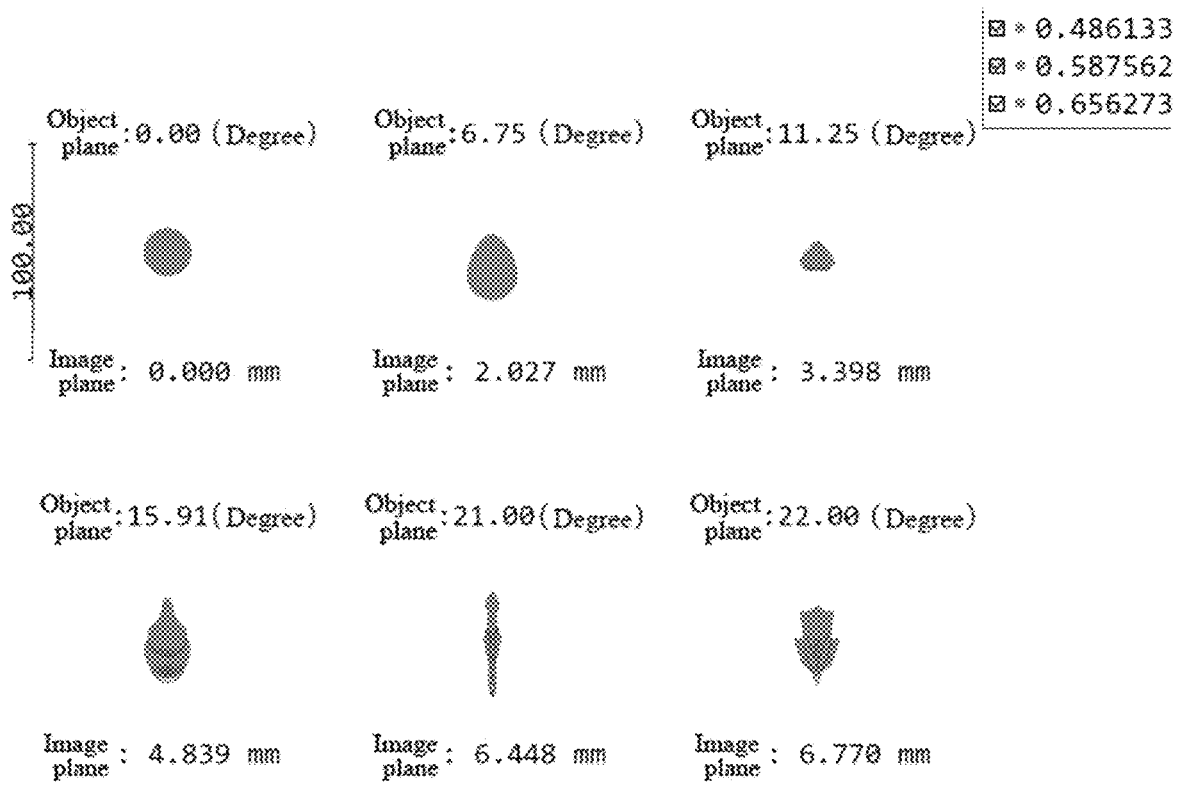 0.486133
0.587562
0.656273
Object plane:0.00 (Degree)
Object plane:6.75 (Degree)
Object plane:11.25 (Degree)
100.00
Image plane: 0.000 mm
Image plane: 2.027 mm
Image plane: 3.398 mm
Object plane:15.91(Degree)
Object plane:21.00(Degree)
Object plane:22.00 (Degree)
Image plane: 4.839 mm
Image plane: 6.448 mm
Image plane: 6.770 mm